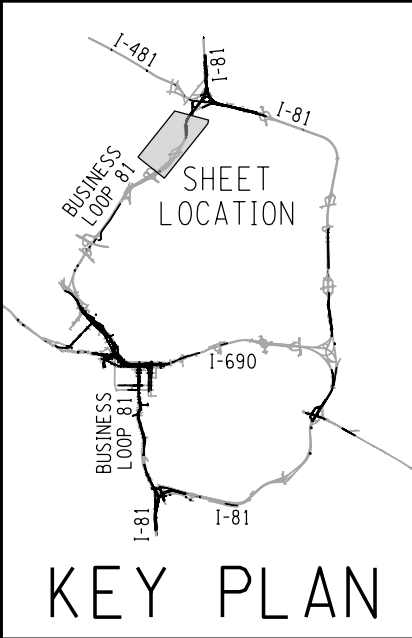 I-481
I-81
I-81
BUSINESS
LOOP 81
SHEET
LOCATION
I-690
BUSINESS
LOOP 81
I-81
I-81
KEY PLAN